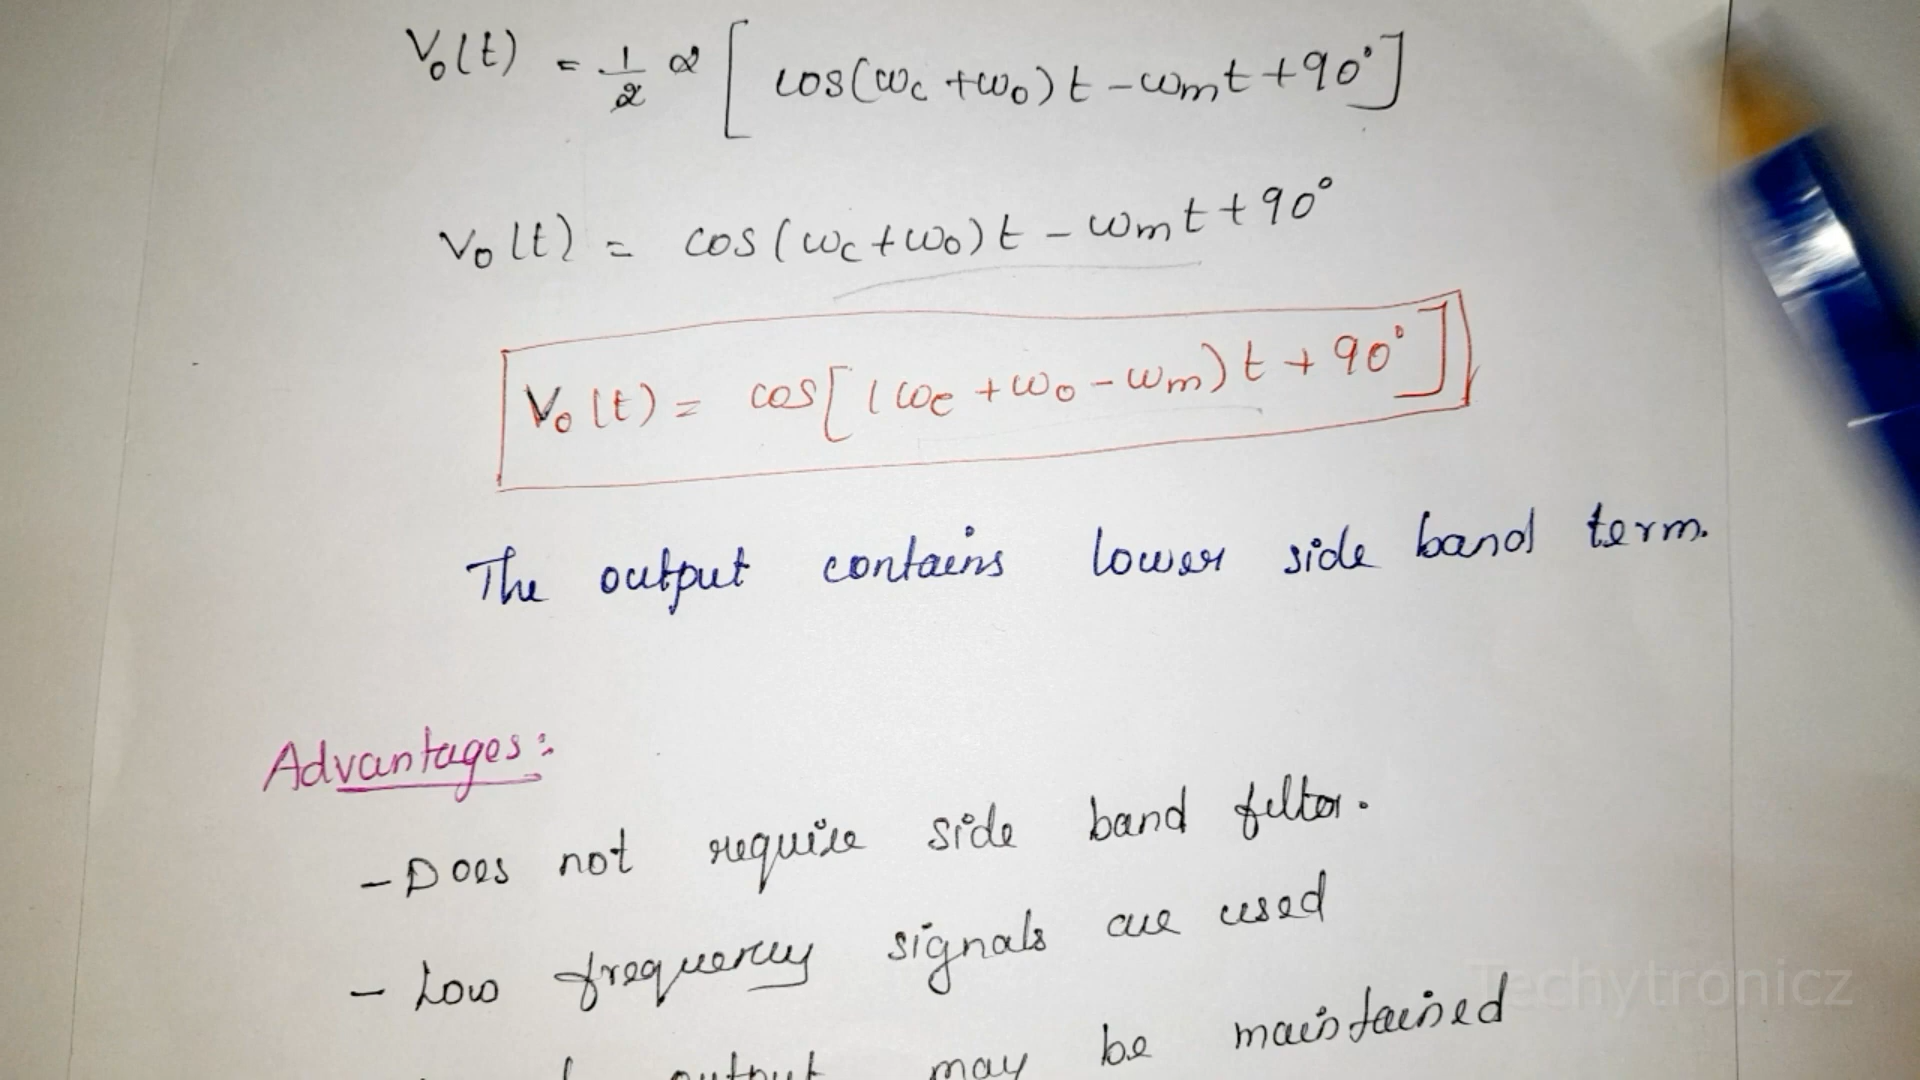 V₀(t) = 1/2 2 [ cos(ωc + ω₀)t - ωmt + 90°]
V₀(t) = cos(ωc + ω₀)t - ωmt + 90°
V₀(t) = cos[(ωc + ω₀ - ωm)t + 90°]
The output contains lower side band term.
Advantages:
- Does not require side band filter.
- Low frequency signals are used
output may be maintained
Techytronicz